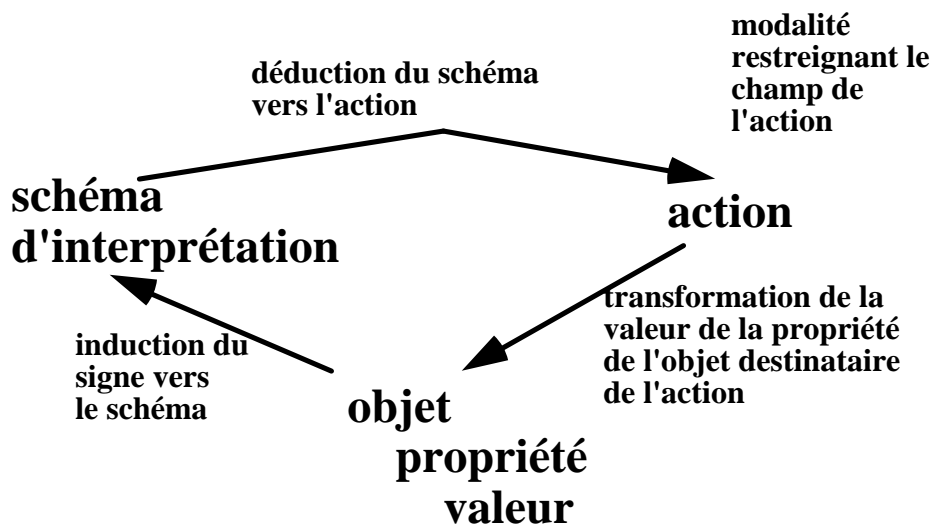 modalité
restreignant le
champ de
l'action
déduction du schéma
vers l'action
schéma
d'interprétation
action
transformation de la
valeur de la propriété
de l'objet destinataire
de l'action
induction du
signe vers
le schéma
objet
propriété
valeur